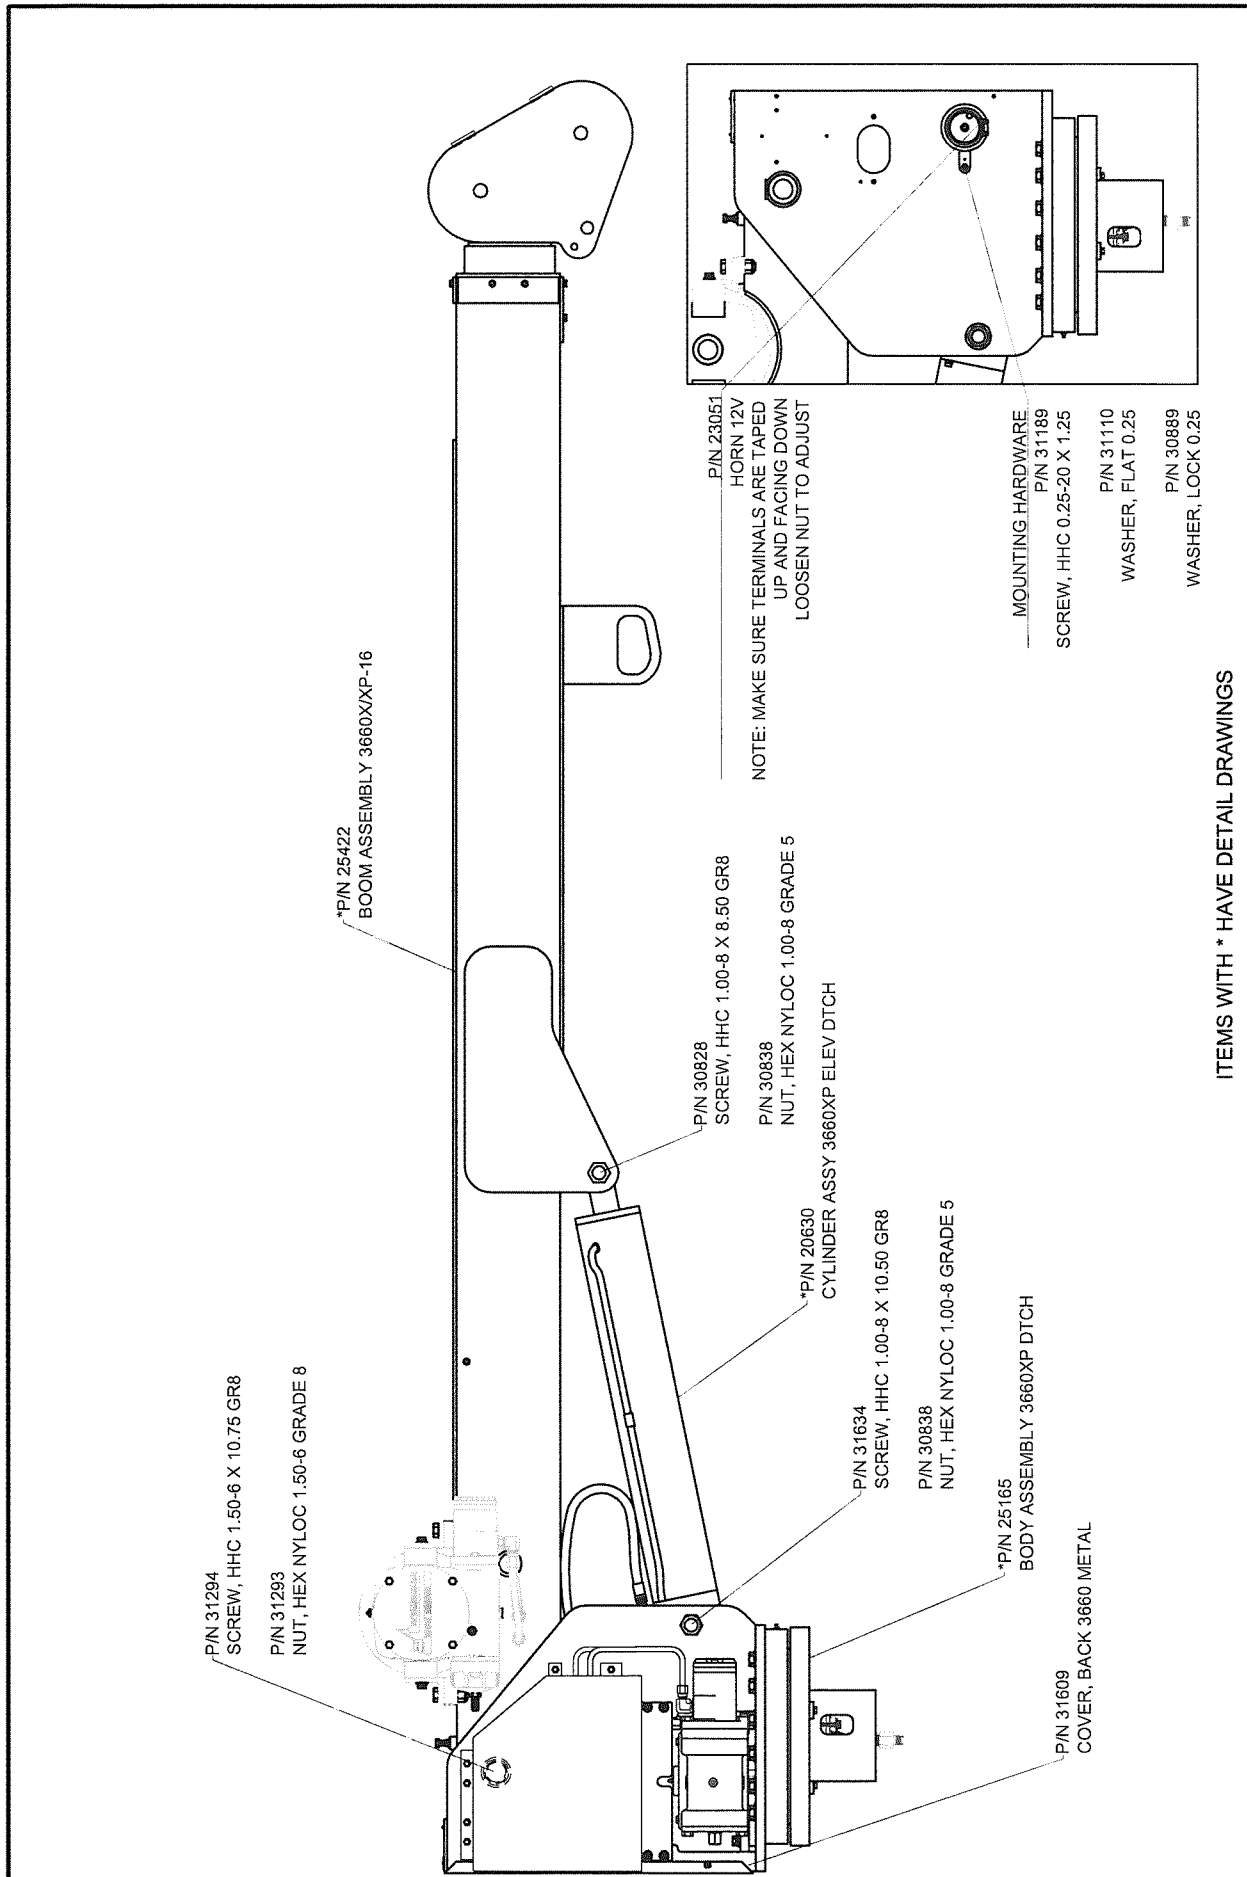 P/N 31294
SCREW, HHC 1.50-6 X 10.75 GR8
P/N 31293
NUT, HEX NYLOC 1.50-6 GRADE 8
*P/N 25422
BOOM ASSEMBLY 3660X/XP-16
P/N 30828
SCREW, HHC 1.00-8 X 8.50 GR8
P/N 30838
NUT, HEX NYLOC 1.00-8 GRADE 5
*P/N 20630
CYLINDER ASSY 3660XP ELEV DTCH
P/N 31634
SCREW, HHC 1.00-8 X 10.50 GR8
P/N 30838
NUT, HEX NYLOC 1.00-8 GRADE 5
*P/N 25165
BODY ASSEMBLY 3660XP DTCH
P/N 31609
COVER, BACK 3660 METAL
P/N 23051
HORN 12V
NOTE: MAKE SURE TERMINALS ARE TAPED
UP AND FACING DOWN
LOOSEN NUT TO ADJUST
MOUNTING HARDWARE
P/N 31189
SCREW, HHC 0.25-20 X 1.25
P/N 31110
WASHER, FLAT 0.25
P/N 30889
WASHER, LOCK 0.25
ITEMS WITH * HAVE DETAIL DRAWINGS